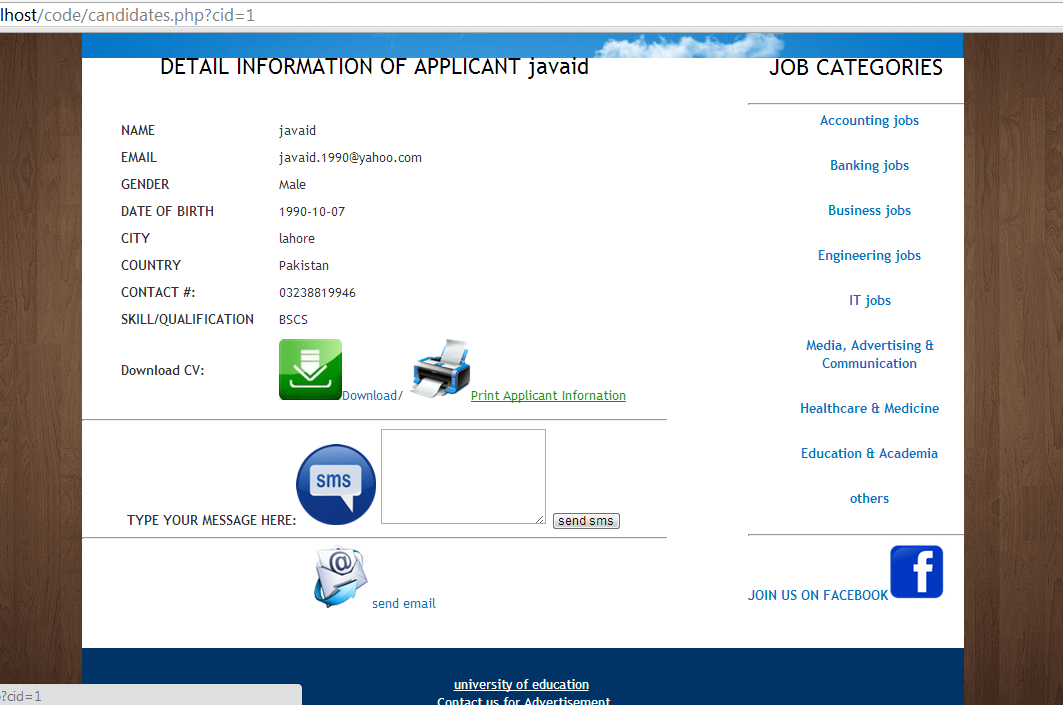 lhost/code/candidates.php?cid=1
DETAIL INFORMATION OF APPLICANT javaid
NAME javaid
EMAIL javaid.1990@yahoo.com
GENDER Male
DATE OF BIRTH 1990-10-07
CITY lahore
COUNTRY Pakistan
CONTACT #: 03238819946
SKILL/QUALIFICATION BSCS
Download CV: Download/ Print Applicant Infornation
sms
TYPE YOUR MESSAGE HERE: send sms
@
send email
JOB CATEGORIES
Accounting jobs
Banking jobs
Business jobs
Engineering jobs
IT jobs
Media, Advertising &
Communication
Healthcare & Medicine
Education & Academia
others
JOIN US ON FACEBOOK f
university of education
Contact us for Advertisement
?cid=1